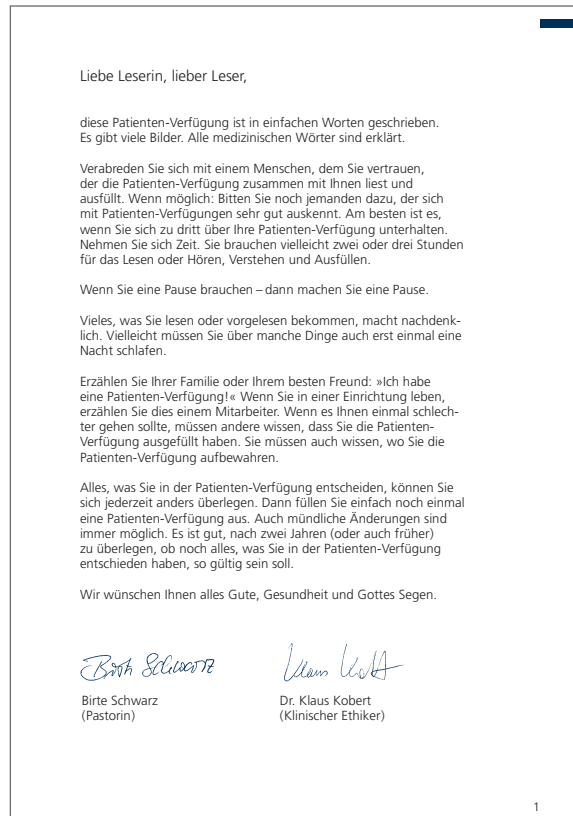 Liebe Leserin, lieber Leser,
diese Patienten-Verfügung ist in einfachen Worten geschrieben.
Es gibt viele Bilder. Alle medizinischen Wörter sind erklärt.
Verabreden Sie sich mit einem Menschen, dem Sie vertrauen,
der die Patienten-Verfügung zusammen mit Ihnen liest und
ausfüllt. Wenn möglich: Bitten Sie noch jemanden dazu, der sich
mit Patienten-Verfügungen sehr gut auskennt. Am besten ist es,
wenn Sie sich zu dritt über Ihre Patienten-Verfügung unterhalten.
Nehmen Sie sich Zeit. Sie brauchen vielleicht zwei oder drei Stunden
für das Lesen oder Hören, Verstehen und Ausfüllen.
Wenn Sie eine Pause brauchen – dann machen Sie eine Pause.
Vieles, was Sie lesen oder vorgelesen bekommen, macht nachdenk-
lich. Vielleicht müssen Sie über manche Dinge auch erst einmal eine
Nacht schlafen.
Erzählen Sie Ihrer Familie oder Ihrem besten Freund: »Ich habe
eine Patienten-Verfügung!« Wenn Sie in einer Einrichtung leben,
erzählen Sie dies einem Mitarbeiter. Wenn es Ihnen einmal schlech-
ter gehen sollte, müssen andere wissen, dass Sie die Patienten-
Verfügung ausgefüllt haben. Sie müssen auch wissen, wo Sie die
Patienten-Verfügung aufbewahren.
Alles, was Sie in der Patienten-Verfügung entscheiden, können Sie
sich jederzeit anders überlegen. Dann füllen Sie einfach noch einmal
eine Patienten-Verfügung aus. Auch mündliche Änderungen sind
immer möglich. Es ist gut, nach zwei Jahren (oder auch früher)
zu überlegen, ob noch alles, was Sie in der Patienten-Verfügung
entschieden haben, so gültig sein soll.
Wir wünschen Ihnen alles Gute, Gesundheit und Gottes Segen.
Birte Schwarz Klaus Kobert
Birte Schwarz Dr. Klaus Kobert
(Pastorin) (Klinischer Ethiker)
1